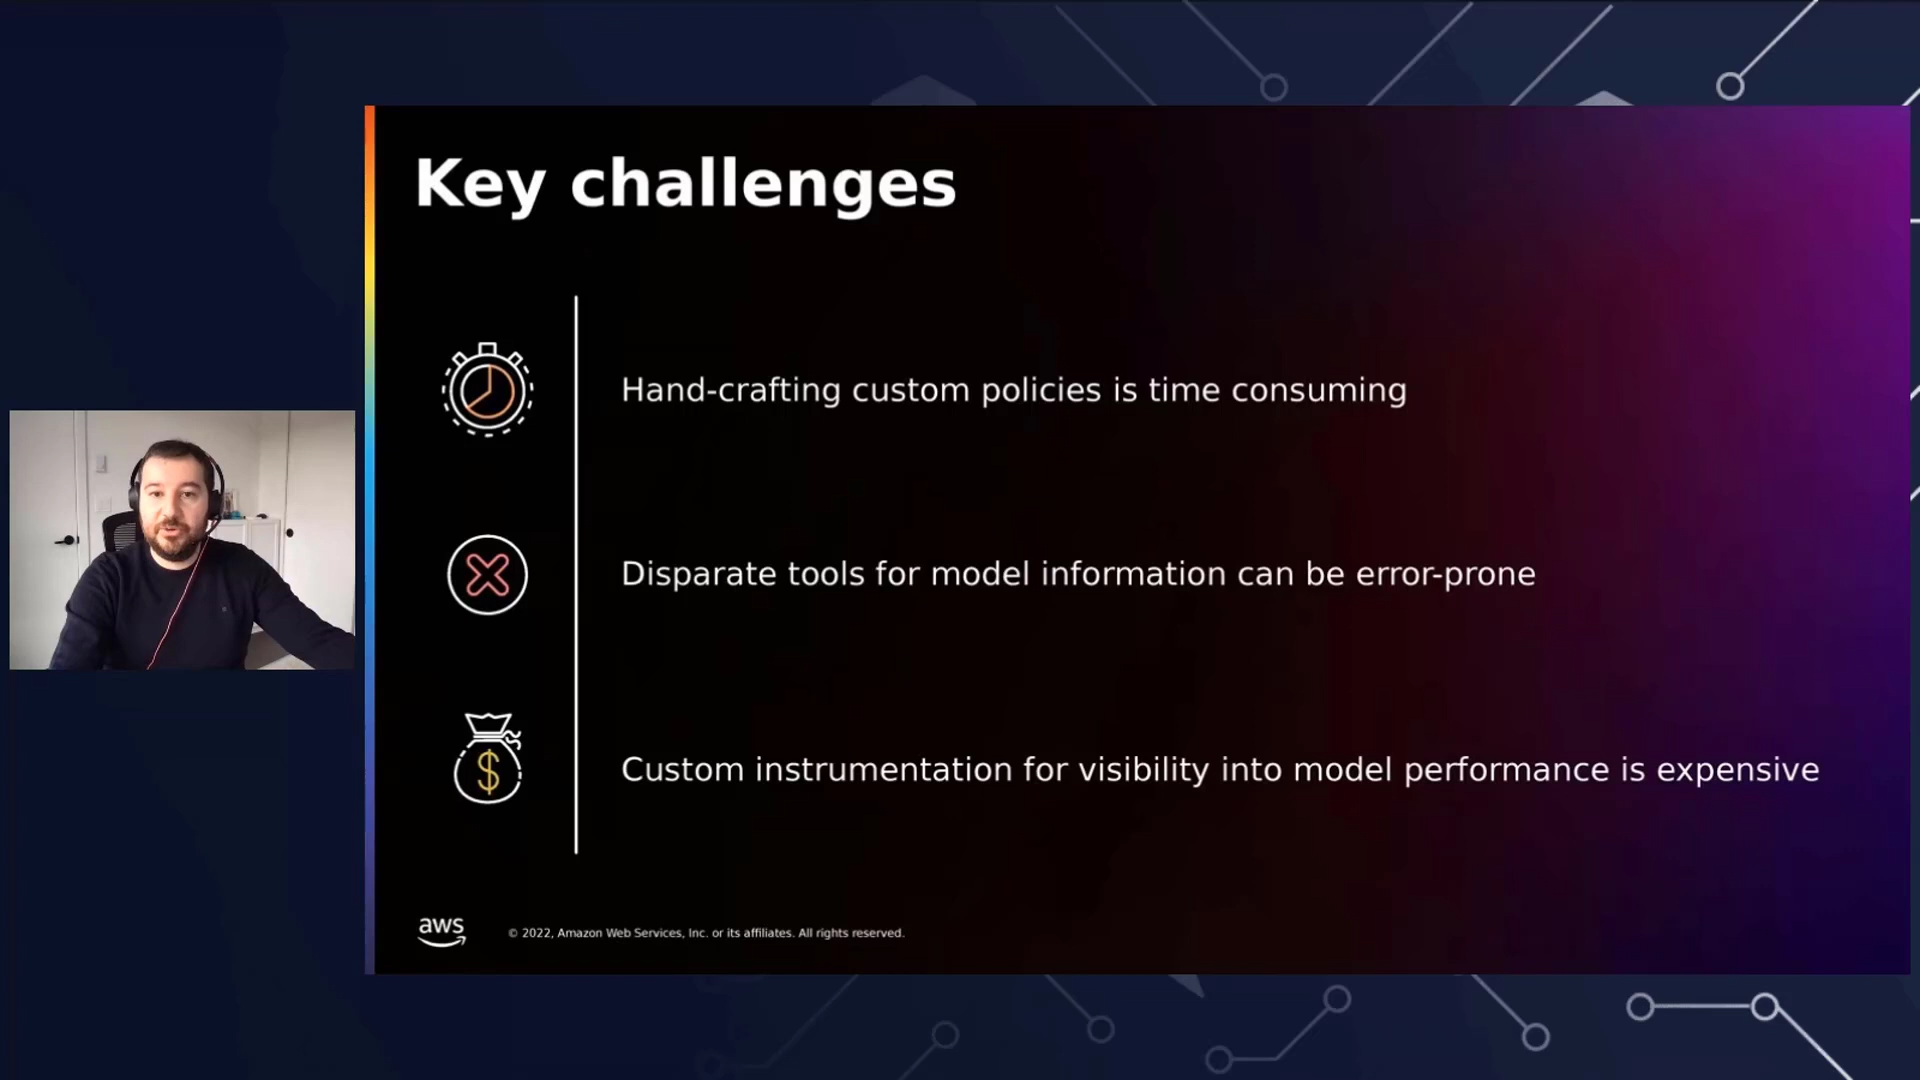 Key challenges
Hand-crafting custom policies is time consuming
Disparate tools for model information can be error-prone
$
Custom instrumentation for visibility into model performance is expensive
aws
© 2022, Amazon Web Services, Inc. or its affiliates. All rights reserved.